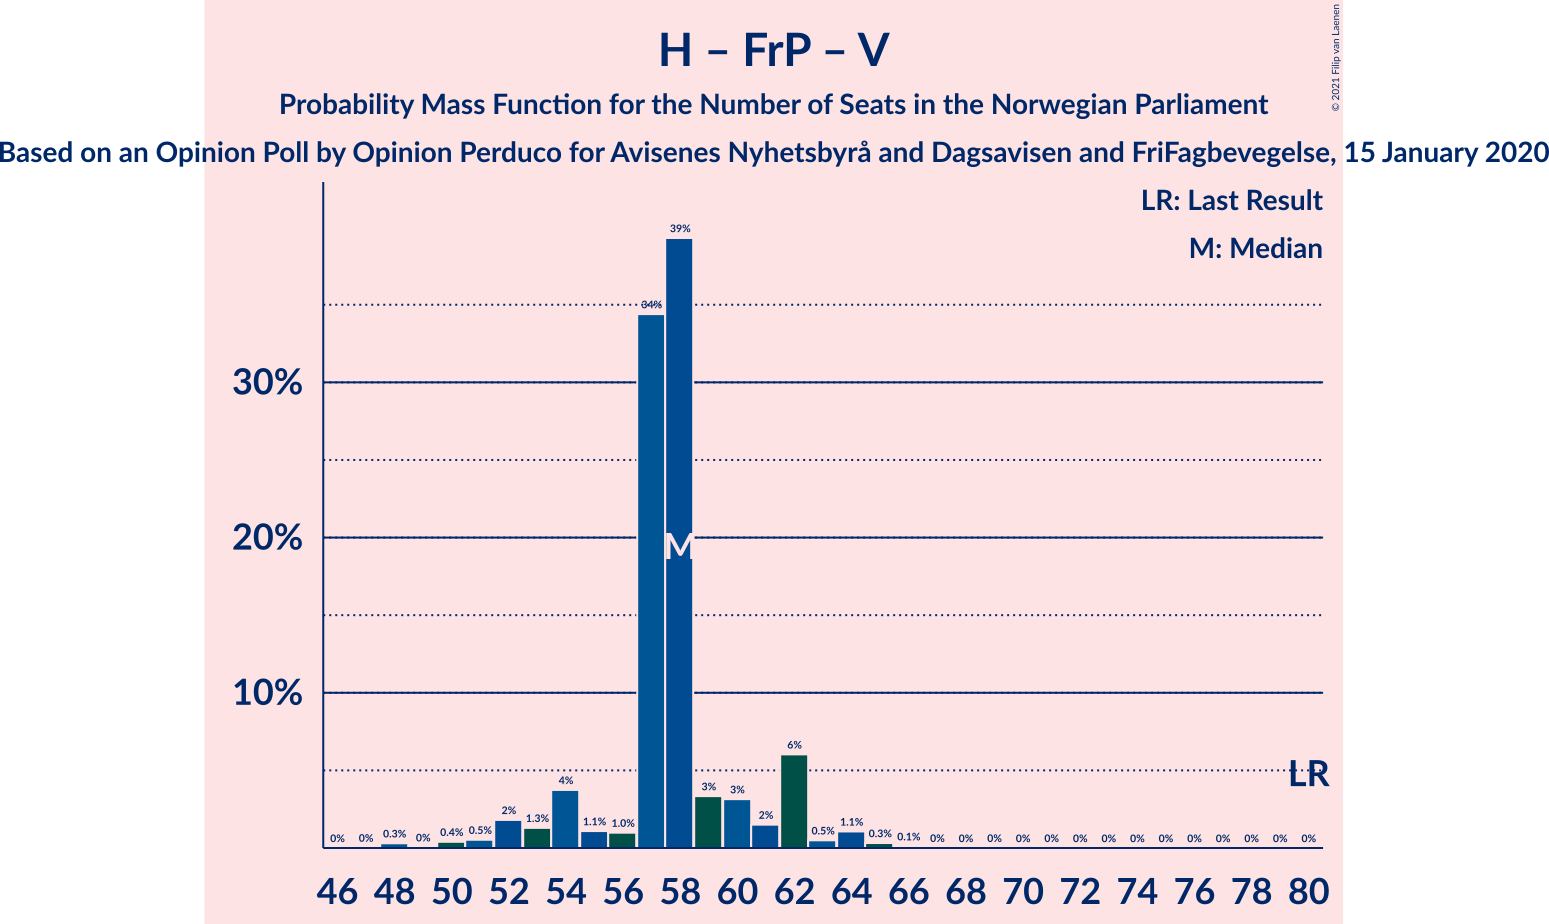 H – FrP – V
© 2021 Filip van Laenen
Probability Mass Function for the Number of Seats in the Norwegian Parliament
Based on an Opinion Poll by Opinion Perduco for Avisenes Nyhetsbyrå and Dagsavisen and FriFagbevegelse, 15 January 2020
LR: Last Result
M: Median
39%
34%
30%
20%
M
10%
6%
LR
4%
3% 3%
2% 1.3% 1.1% 1.0% 2% 1.1%
0% 0% 0.3% 0% 0.4% 0.5% 0.5% 0.3% 0.1% 0% 0% 0% 0% 0% 0% 0% 0% 0% 0% 0% 0% 0% 0%
46 48 50 52 54 56 58 60 62 64 66 68 70 72 74 76 78 80